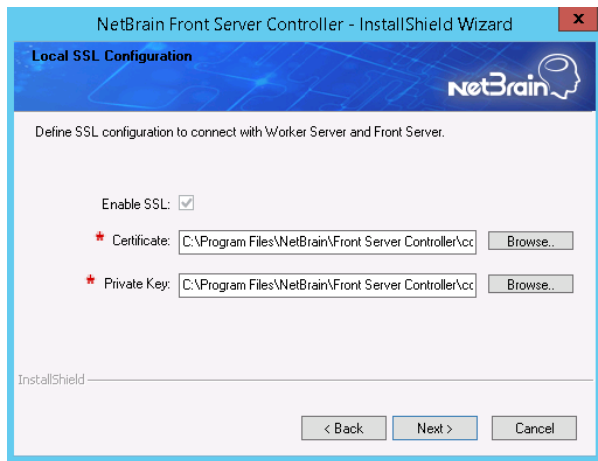 NetBrain Front Server Controller - InstallShield Wizard
x
Local SSL Configuration
NetBrain
Define SSL configuration to connect with Worker Server and Front Server.
Enable SSL:
* Certificate: C:\Program Files\NetBrain\Front Server Controller\cc Browse..
* Private Key: C:\Program Files\NetBrain\Front Server Controller\cc Browse..
InstallShield
< Back Next > Cancel